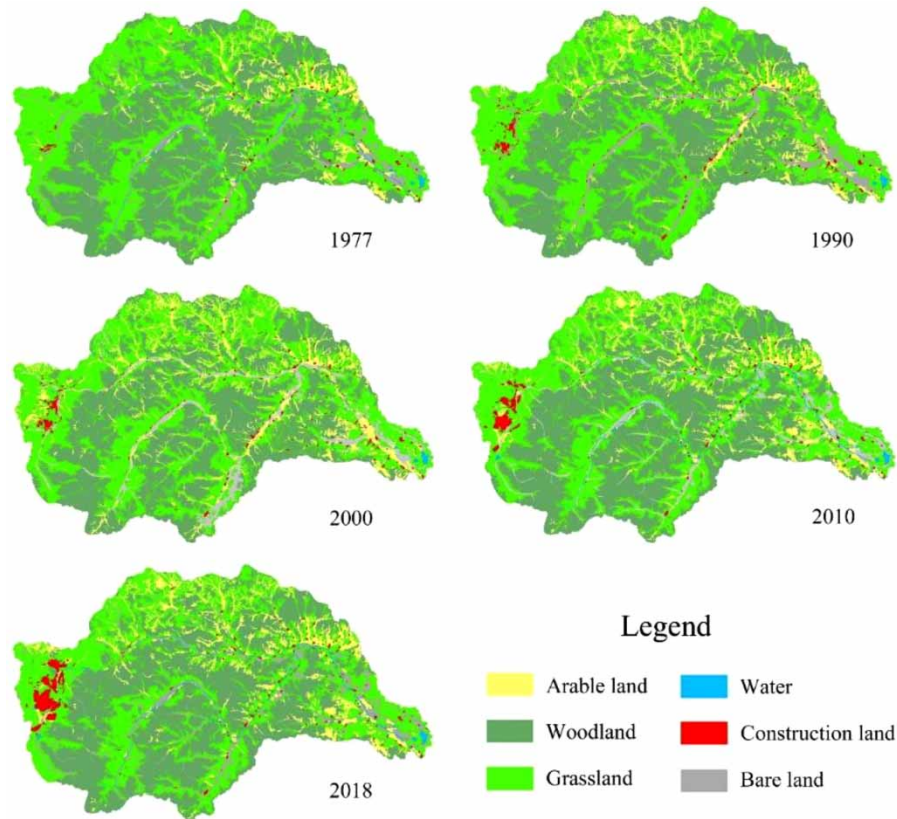 1977
1990
2000
2010
2018
Legend
Arable land
Water
Woodland
Construction land
Grassland
Bare land